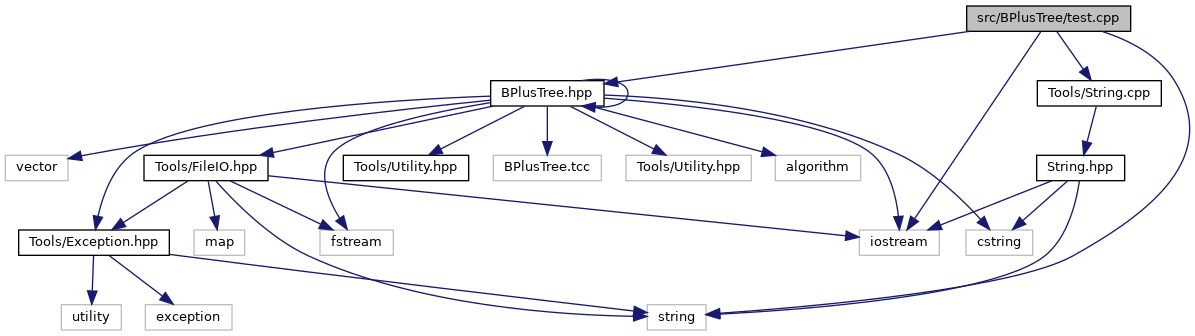 src/BPlusTree/test.cpp
BPlusTree.hpp
Tools/String.cpp
vector
Tools/FileIO.hpp
Tools/Utility.hpp
BPlusTree.tcc
Tools/Utility.hpp
algorithm
String.hpp
Tools/Exception.hpp
map
fstream
iostream
cstring
utility
exception
string